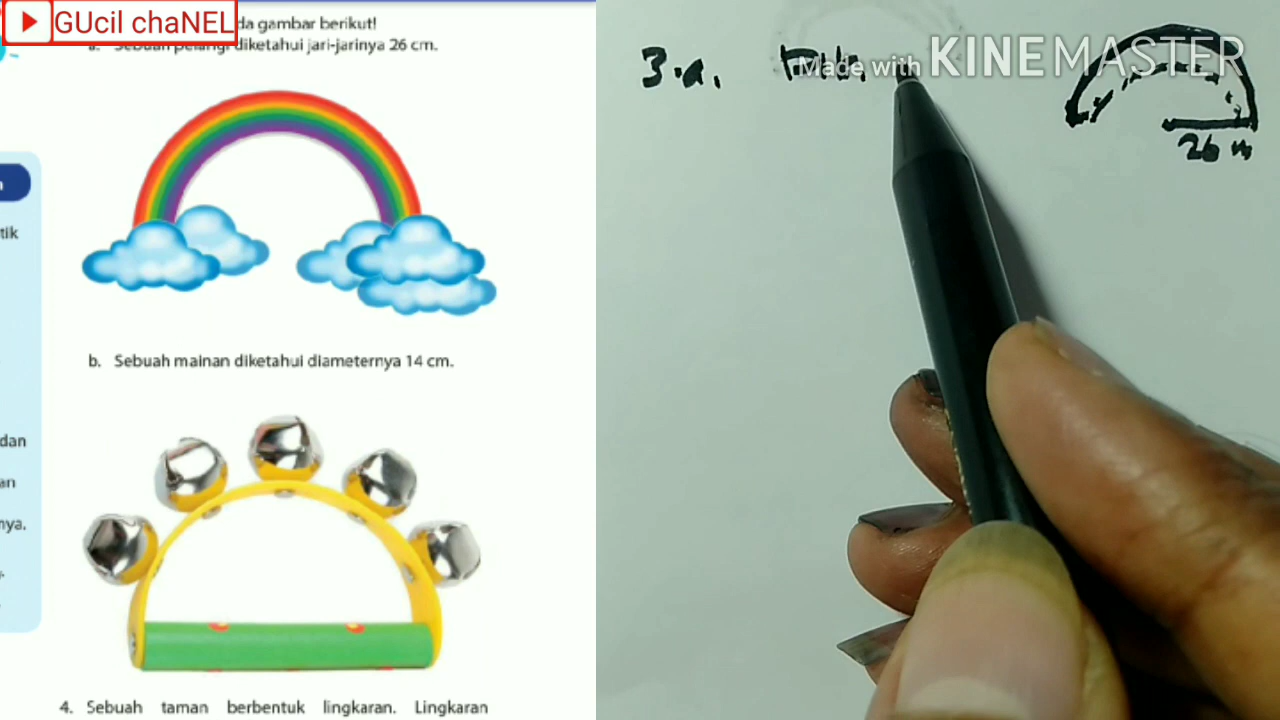 GUcil chaNEL
da gambar berikut!
a. Sebuah pelangi diketahui jari-jarinya 26 cm.
tik
b. Sebuah mainan diketahui diameternya 14 cm.
dan
an
nya.
4. Sebuah taman berbentuk lingkaran. Lingkaran
3.a.
Made with KINEMASTER
26